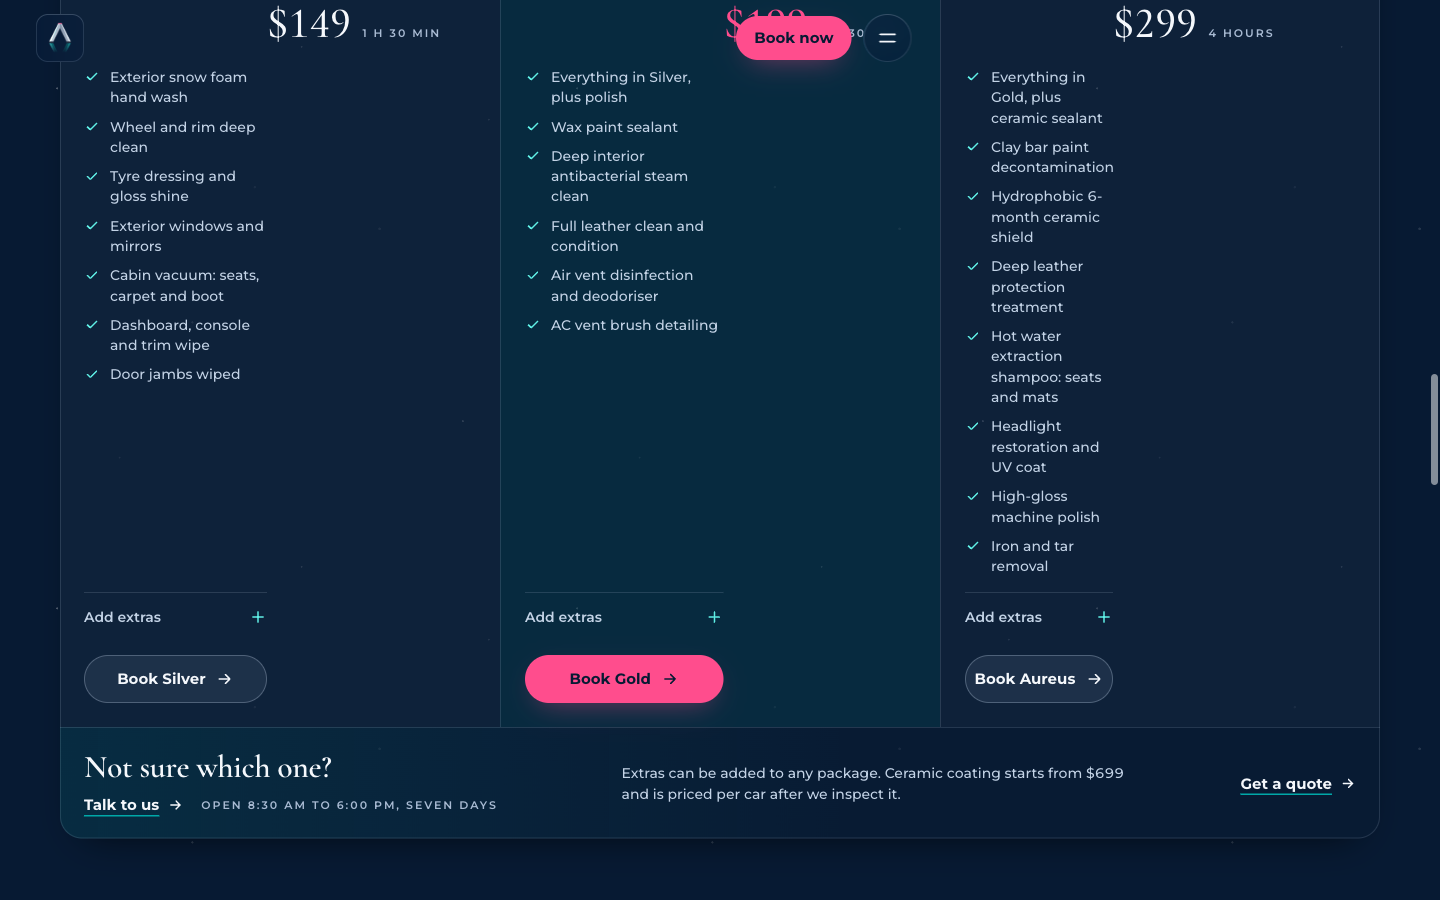 $149 1 H 30 MIN
Book now
$299 4 HOURS
Exterior snow foam
hand wash
Wheel and rim deep
clean
Tyre dressing and
gloss shine
Exterior windows and
mirrors
Cabin vacuum: seats,
carpet and boot
Dashboard, console
and trim wipe
Door jambs wiped
Add extras
Book Silver
Everything in Silver,
plus polish
Wax paint sealant
Deep interior
antibacterial steam
clean
Full leather clean and
condition
Air vent disinfection
and deodoriser
AC vent brush detailing
Add extras
Book Gold
Everything in
Gold, plus
ceramic sealant
Clay bar paint
decontamination
Hydrophobic 6-
month ceramic
shield
Deep leather
protection
treatment
Hot water
extraction
shampoo: seats
and mats
Headlight
restoration and
UV coat
High-gloss
machine polish
Iron and tar
removal
Add extras
Book Aureus
Not sure which one?
Talk to us OPEN 8:30 AM TO 6:00 PM, SEVEN DAYS
Extras can be added to any package. Ceramic coating starts from $699
and is priced per car after we inspect it.
Get a quote